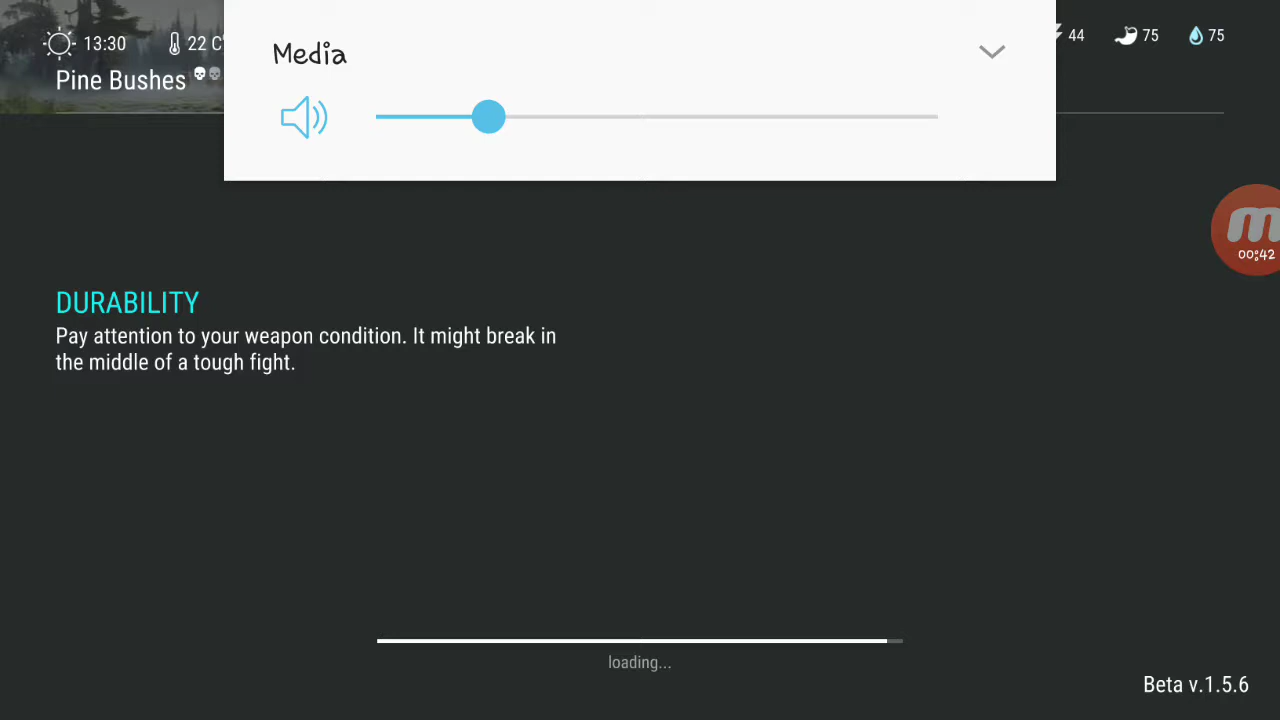 Media
13:30 22 C° 44 75 75
Pine Bushes
00:42
DURABILITY
Pay attention to your weapon condition. It might break in
the middle of a tough fight.
loading...
Beta v.1.5.6